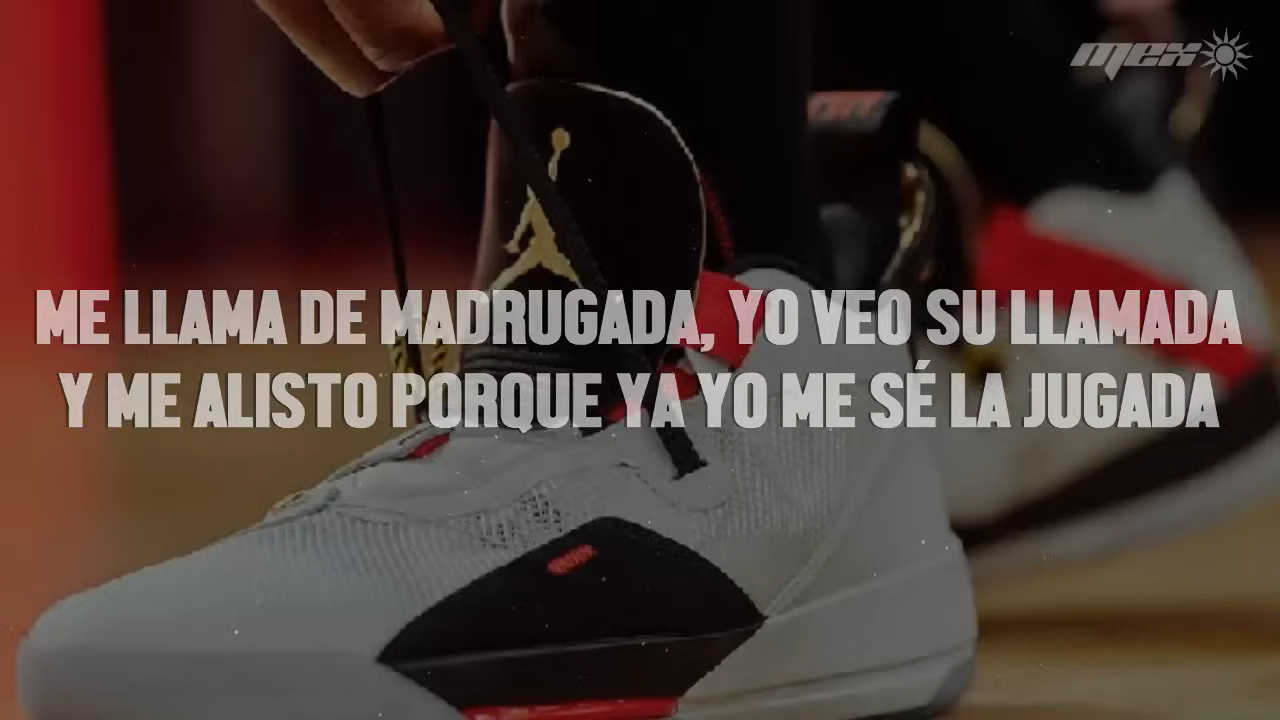 MEX
ME LLAMA DE MADRUGADA, YO VEO SU LLAMADA
Y ME ALISTO PORQUE YA YO ME SÉ LA JUGADA